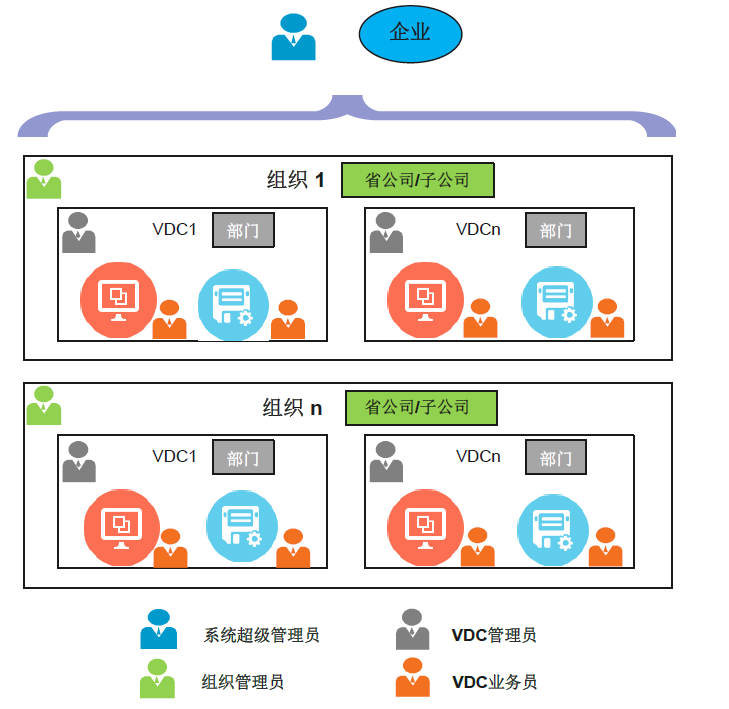 企业
组织 1
省公司/子公司
VDC1
部门
VDCn
部门
组织 n
省公司/子公司
VDC1
部门
VDCn
部门
系统超级管理员
VDC管理员
组织管理员
VDC业务员